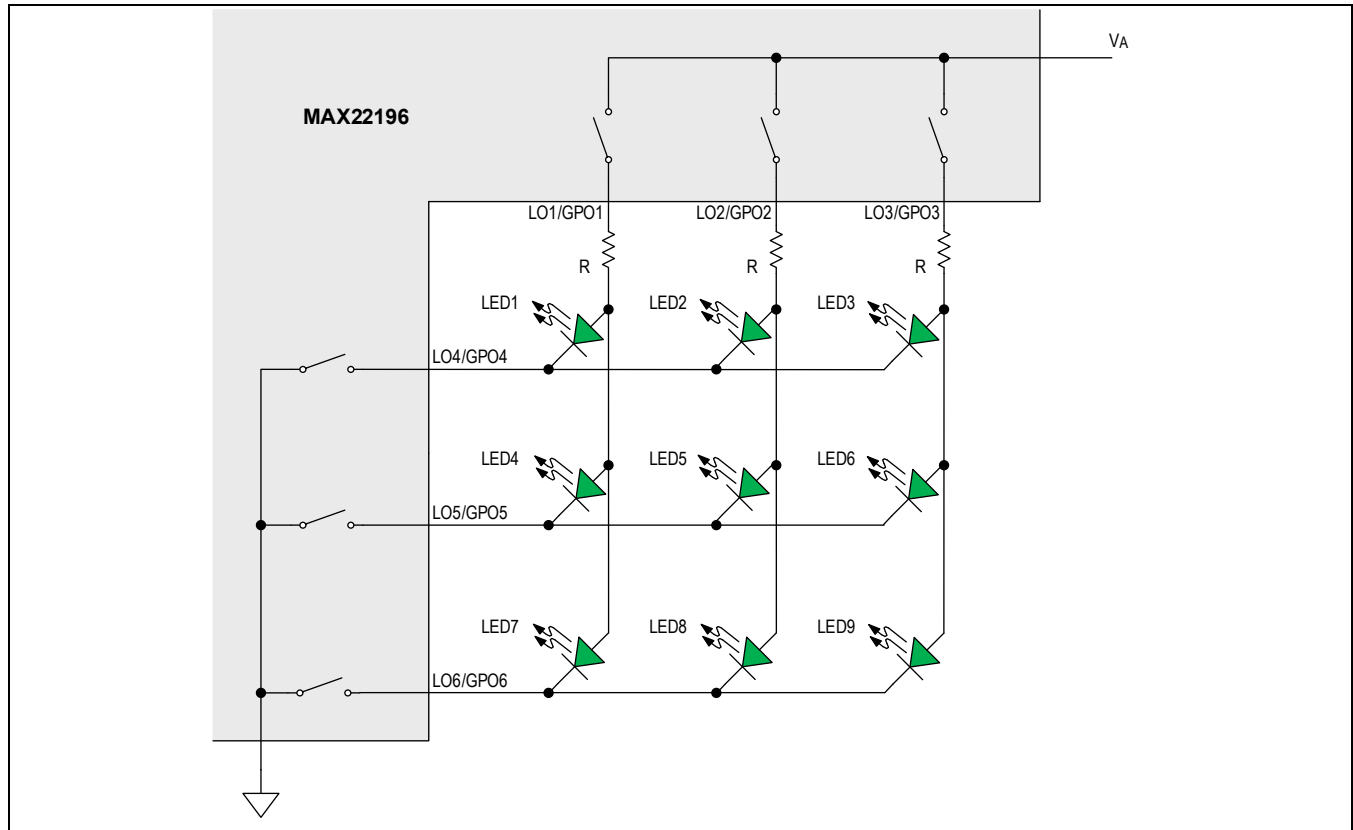 VA
MAX22196
LO1/GPO1 LO2/GPO2 LO3/GPO3
R R R
LED1 LED2 LED3
LO4/GPO4
LED4 LED5 LED6
LO5/GPO5
LED7 LED8 LED9
LO6/GPO6